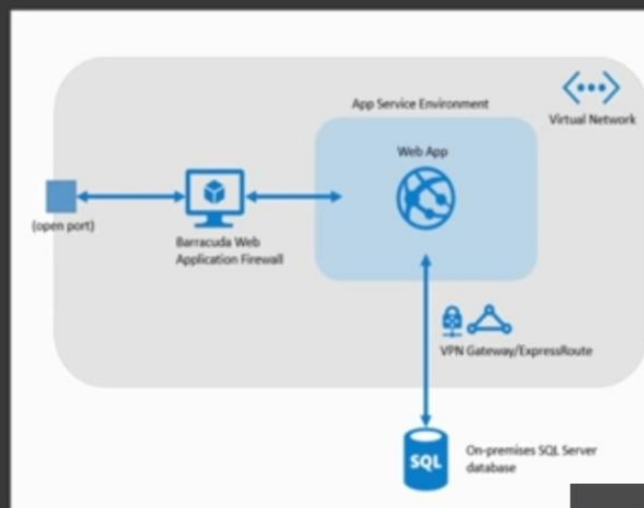 App Service Environment
Virtual Network
Web App
(open port)
Barracuda Web
Application Firewall
VPN Gateway/ExpressRoute
SQL
On-premises SQL Server
database